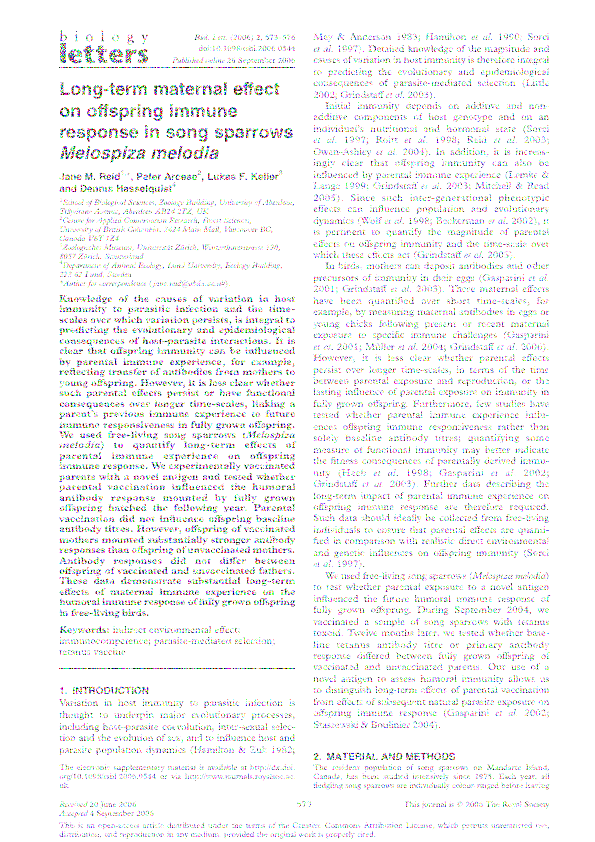 biology
letters
Biol. Lett. (2006) 2, 573–576
doi:10.1098/rsbl.2006.0544
Published online 26 September 2006
Long-term maternal effect
on offspring immune
response in song sparrows
Melospiza melodia
Jane M. Reid1,*, Peter Arcese2, Lukas F. Keller3
and Dennis Hasselquist4
1School of Biological Sciences, Zoology Building, University of Aberdeen,
Tillydrone Avenue, Aberdeen AB24 2TZ, UK
2Centre for Applied Conservation Research, Forest Sciences,
University of British Columbia, 2424 Main Mall, Vancouver BC,
Canada V6T 1Z4
3Zoologisches Museum, Universität Zürich, Winterthurerstrasse 190,
8057 Zürich, Switzerland
4Department of Animal Ecology, Lund University, Ecology Building,
223 62 Lund, Sweden
*Author for correspondence
Knowledge of the causes of variation in host
immunity to parasitic infection and the time-
scales over which variation persists, is integral to
predicting the evolutionary and epidemiological
consequences of host–parasite interactions. It is
clear that offspring immunity can be influenced
by parental immune experience, for example,
reflecting transfer of antibodies from mothers to
young offspring. However, it is less clear whether
such parental effects persist or have functional
consequences over longer time-scales, linking a
parent's previous immune experience to future
immune responsiveness in fully grown offspring.
We used free-living song sparrows (Melospiza
melodia) to quantify long-term effects of
parental immune experience on offspring
immune response. We experimentally vaccinated
parents with a novel antigen and tested whether
parental vaccination influenced the humoral
antibody response mounted by fully grown
offspring hatched the following year. Parental
vaccination did not influence offspring baseline
antibody titres. However, offspring of vaccinated
mothers mounted substantially stronger antibody
responses than offspring of unvaccinated mothers.
Antibody responses did not differ between
offspring of vaccinated and unvaccinated fathers.
These data demonstrate substantial long-term
effects of maternal immune experience on the
humoral immune response of fully grown offspring
in free-living birds.
Keywords: indirect environmental effect;
immunocompetence; parasite-mediated selection;
tetanus vaccine
1. INTRODUCTION
Variation in host immunity to parasitic infection is
thought to underpin major evolutionary processes,
including host–parasite coevolution, inter-sexual selec-
tion and the evolution of sex, and to influence host and
parasite population dynamics (Hamilton & Zuk 1982,
The electronic supplementary material is available at http://dx.doi.
org/10.1098/rsbl.2006.0544 or via http://www.journals.royalsoc.ac.
uk.
Received 29 June 2006
Accepted 4 September 2006
May & Anderson 1983; Hamilton et al. 1990; Sorci
et al. 1997). Detailed knowledge of the magnitude and
causes of variation in host immunity is therefore integral
to predicting the evolutionary and epidemiological
consequences of parasite-mediated selection (Little
2002; Grindstaff et al. 2003).
Initial immunity depends on additive and non-
additive components of host genotype and on an
individual's nutritional and hormonal state (Sorci
et al. 1997; Roitt et al. 1998; Reid et al. 2003;
Owen-Ashley et al. 2004). In addition, it is increas-
ingly clear that offspring immunity can also be
influenced by parental immune experience (Lemke &
Lange 1999; Grindstaff et al. 2003; Mitchell & Read
2005). Since such inter-generational phenotypic
effects can influence population and evolutionary
dynamics (Wolf et al. 1998; Beckerman et al. 2002), it
is pertinent to quantify the magnitude of parental
effects on offspring immunity and the time-scale over
which these effects act (Grindstaff et al. 2003).
In birds, mothers can deposit antibodies and other
precursors of immunity in their eggs (Gasparini et al.
2001; Grindstaff et al. 2003). These maternal effects
have been quantified over short time-scales, for
example, by measuring maternal antibodies in eggs or
young chicks following present or recent maternal
exposure to specific immune challenges (Gasparini
et al. 2001; Müller et al. 2004; Grindstaff et al. 2006).
However, it is less clear whether parental effects
persist over longer time-scales, in terms of the time
between parental exposure and reproduction, or the
lasting influence of parental exposure on immunity in
fully grown offspring. Furthermore, few studies have
tested whether parental immune experience influ-
ences offspring immune responsiveness rather than
solely baseline antibody titres; quantifying some
measure of functional immunity may better indicate
the fitness consequences of parentally derived immu-
nity (Heeb et al. 1998; Gasparini et al. 2002;
Grindstaff et al. 2003). Further data describing the
long-term impact of parental immune experience on
offspring immune response are therefore required.
Such data should ideally be collected from free-living
individuals to ensure that parental effects are quanti-
fied in comparison with realistic direct environmental
and genetic influences on offspring immunity (Sorci
et al. 1997).
We used free-living song sparrows (Melospiza melodia)
to test whether parental exposure to a novel antigen
influenced the future humoral immune response of
fully grown offspring. During September 2004, we
vaccinated a sample of song sparrows with tetanus
toxoid. Twelve months later, we tested whether base-
line tetanus antibody titre or primary antibody
response differed between fully grown offspring of
vaccinated and unvaccinated parents. Our use of a
novel antigen to assess humoral immunity allows us
to distinguish long-term effects of parental vaccination
from effects of subsequent natural parasite exposure on
offspring immune response (Gasparini et al. 2002;
Staszewski & Boulinier 2004).
2. MATERIAL AND METHODS
The resident population of song sparrows on Mandarte Island,
Canada, has been studied intensively since 1975. Each year, all
fledgling song sparrows are individually colour-ringed before leaving
573
This journal is © 2006 The Royal Society
This is an open-access article distributed under the terms of the Creative Commons Attribution License, which permits unrestricted use,
distribution, and reproduction in any medium, provided the original work is properly cited.